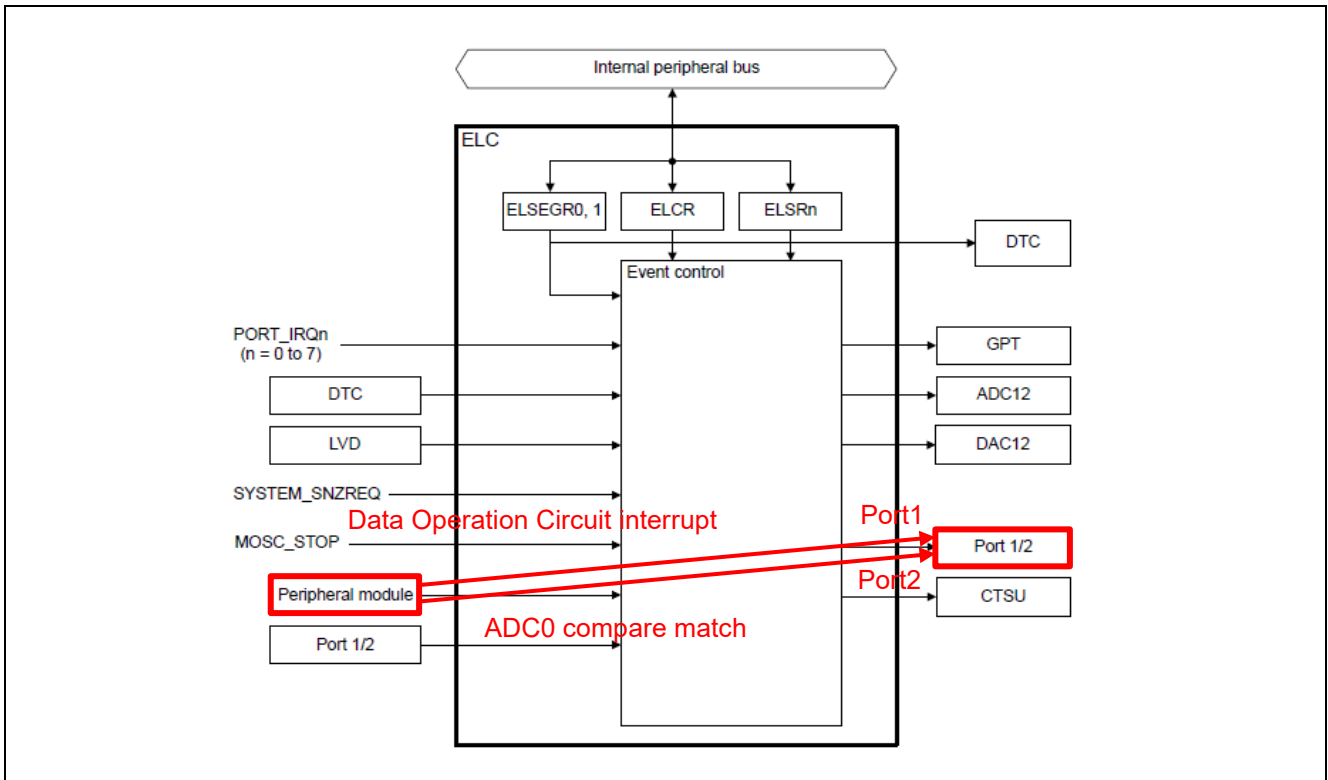 Internal peripheral bus
ELC
ELSEGR0, 1
ELCR
ELSRn
DTC
Event control
PORT_IRQn
(n = 0 to 7)
GPT
DTC
ADC12
LVD
DAC12
SYSTEM_SNZREQ
Data Operation Circuit interrupt
Port1
MOSC_STOP
Port 1/2
Port2
Peripheral module
CTSU
ADC0 compare match
Port 1/2